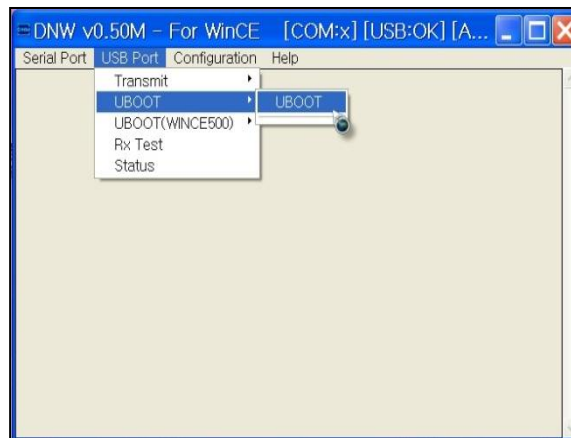 DNW v0.50M - For WinCE [COM:x] [USB:OK] [A...
Serial Port USB Port Configuration Help
Transmit
UBOOT UBOOT
UBOOT(WINCE500)
Rx Test
Status